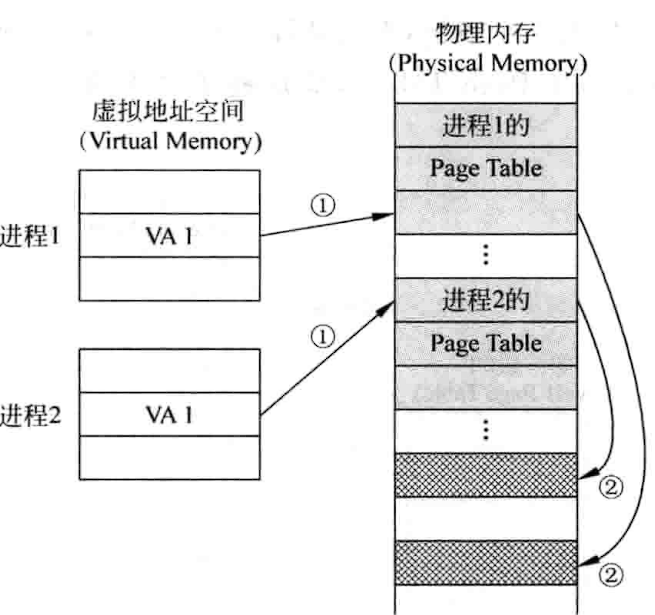 物理内存
(Physical Memory)
虚拟地址空间
(Virtual Memory)
进程1的
Page Table
①
进程1
VA 1
⋮
进程2的
①
Page Table
进程2
VA 1
⋮
②
②